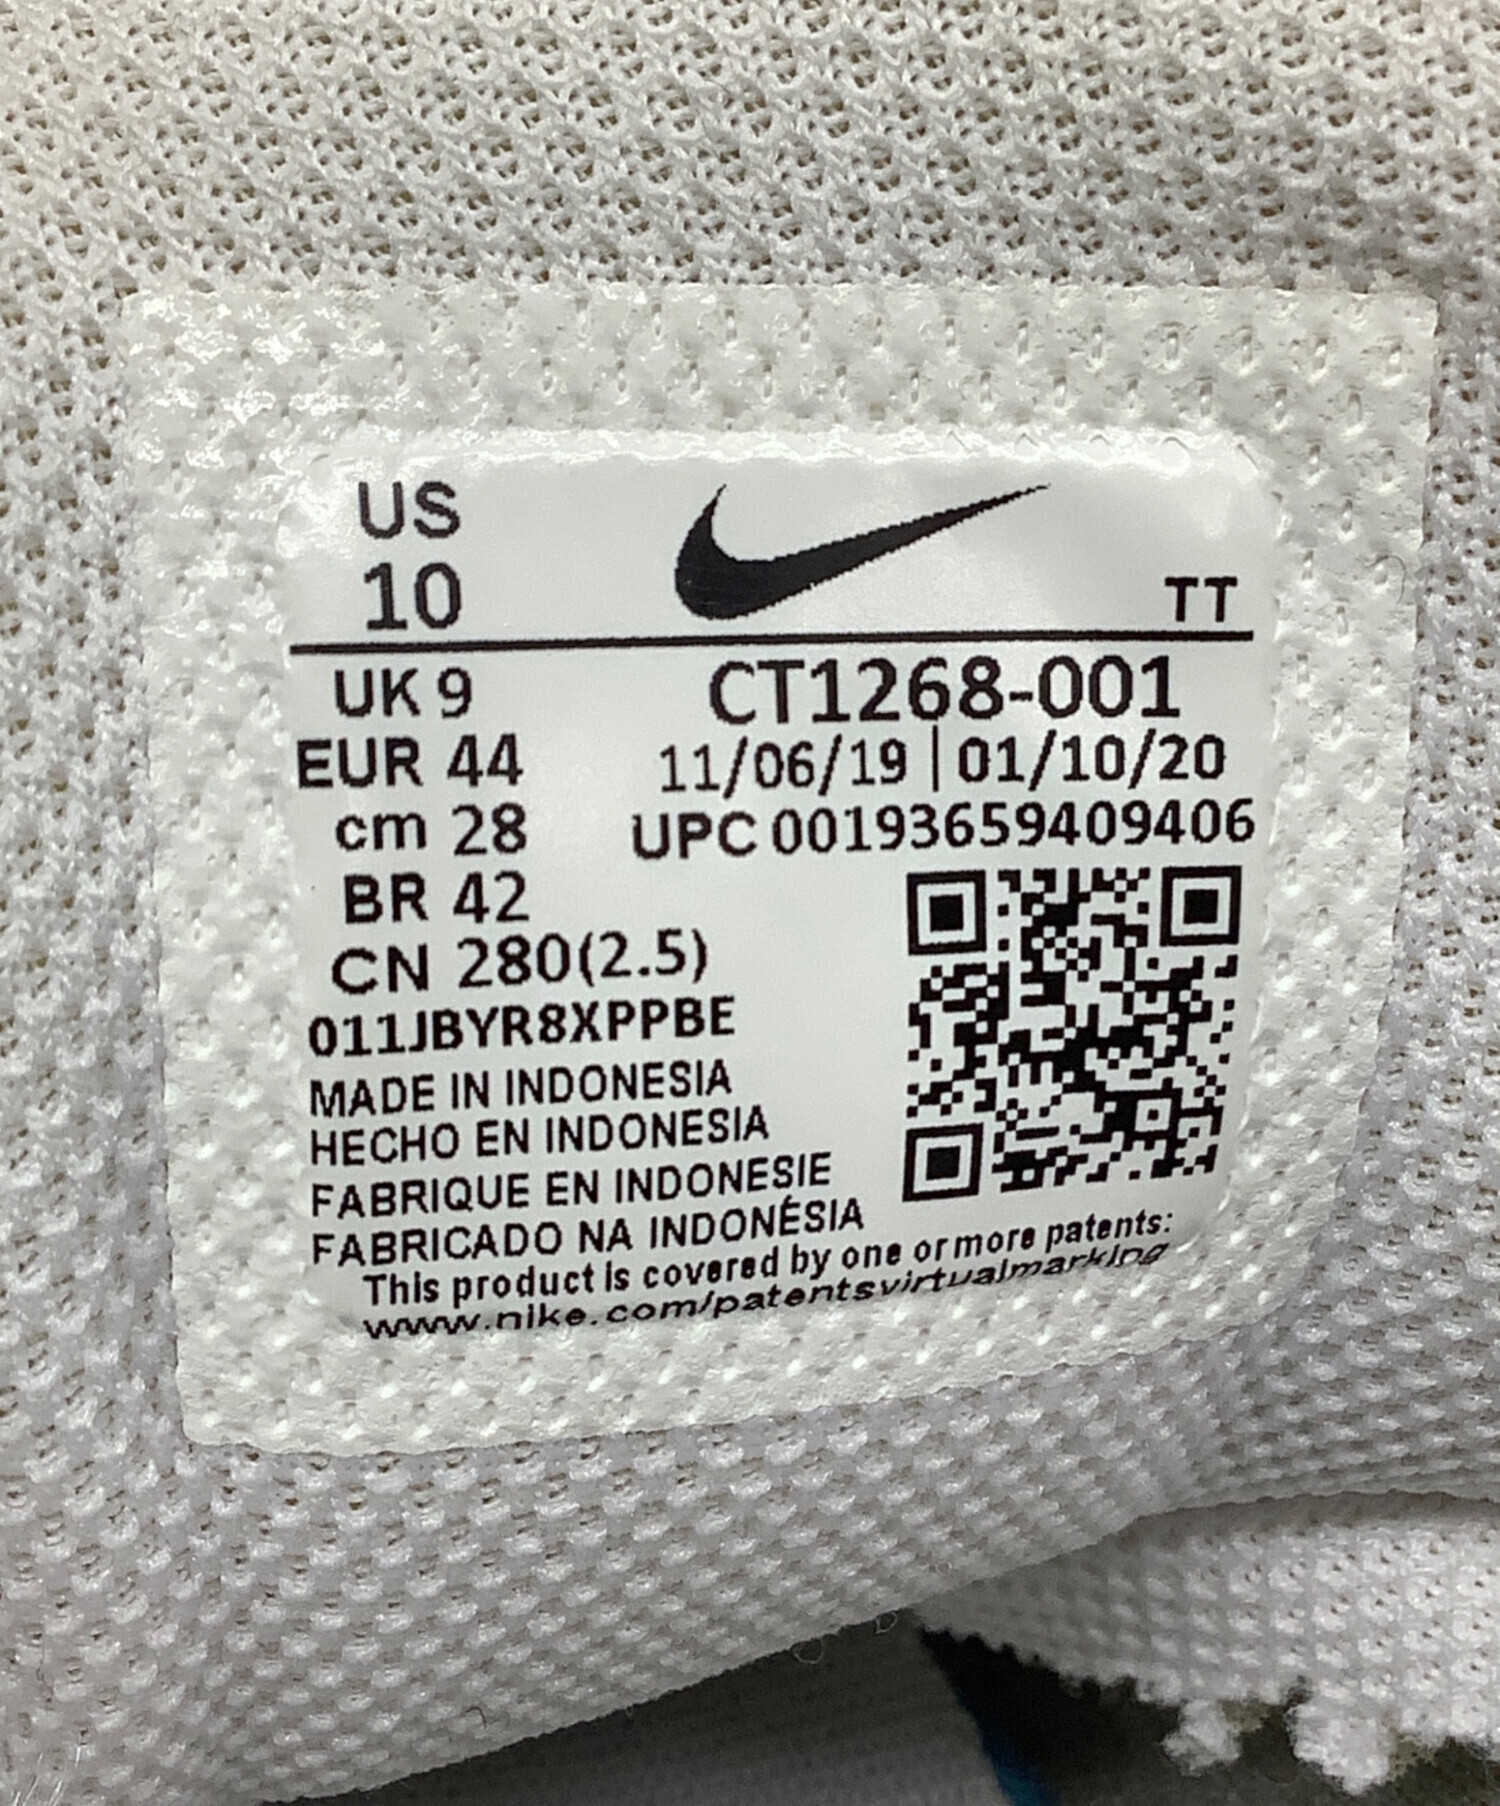 US
10
TT
UK 9
CT1268-001
EUR 44
11/06/19 | 01/10/20
cm 28
UPC 00193659409406
BR 42
CN 280(2.5)
011JBYR8XPPBE
MADE IN INDONESIA
HECHO EN INDONESIA
FABRIQUE EN INDONESIE
FABRICADO NA INDONÉSIA
This product is covered by one or more patents:
www.nike.com/patentsvirtualmarking